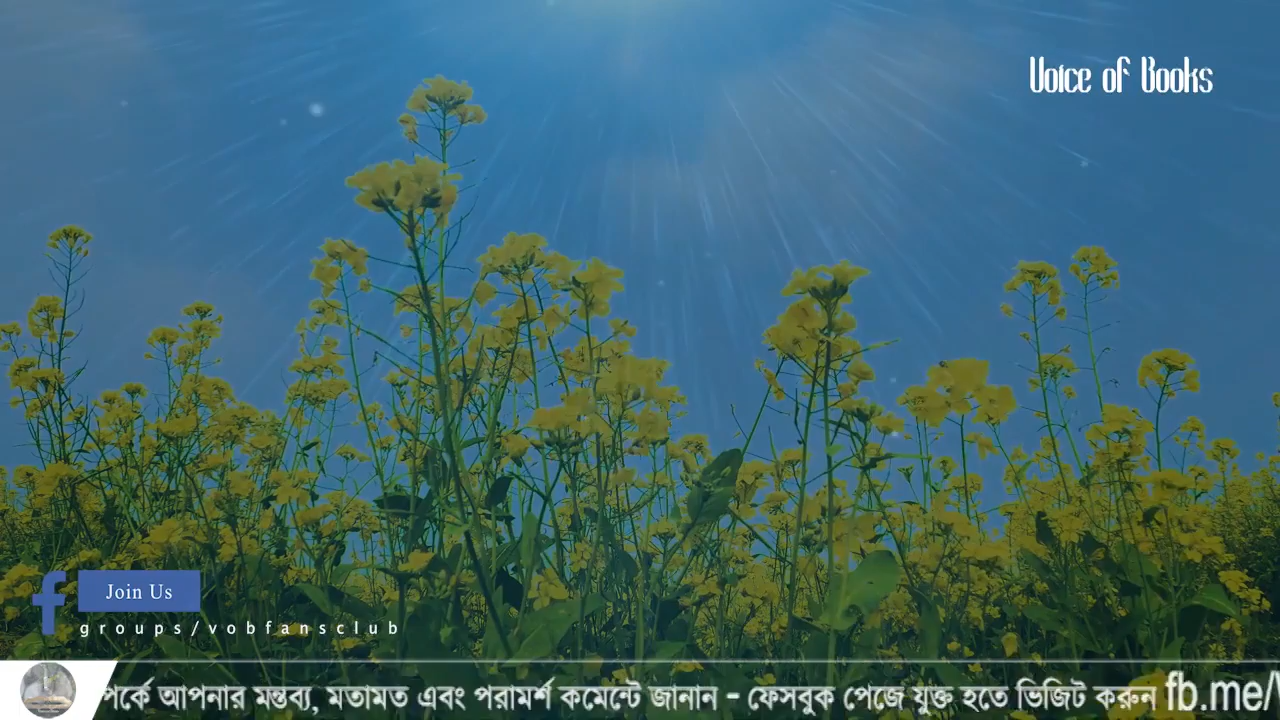 Voice of Books
Join Us
groups/vobfansclub
পর্কে আপনার মন্তব্য, মতামত এবং পরামর্শ কমেন্টে জানান - ফেসবুক পেজে যুক্ত হতে ভিজিট করুন fb.me/